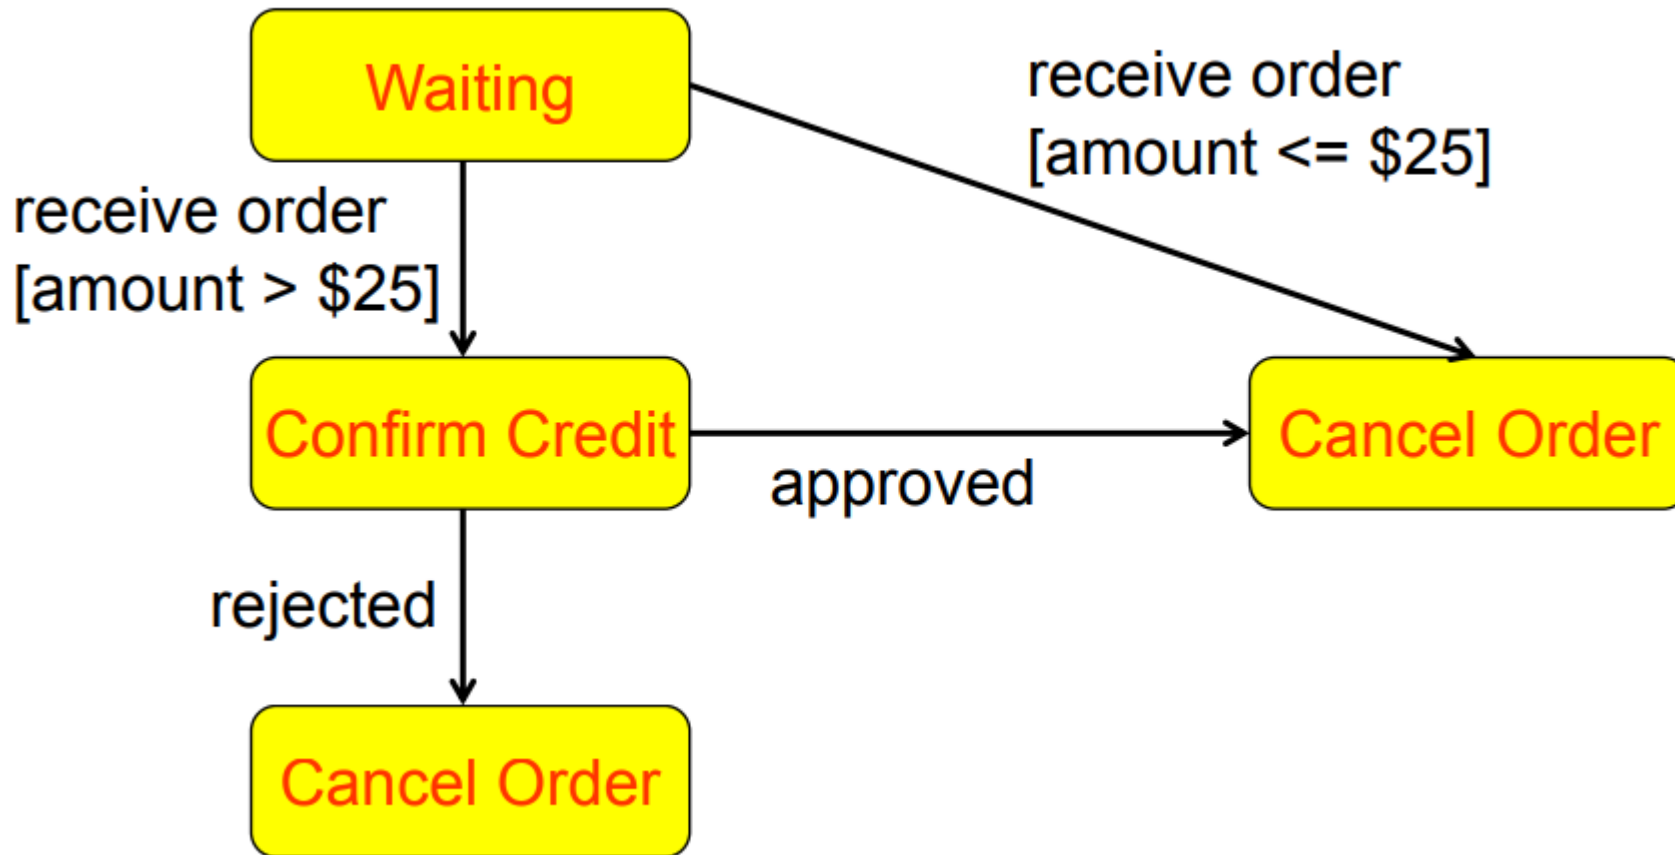 Waiting
receive order
[amount <= $25]
receive order
[amount > $25]
Confirm Credit
approved
Cancel Order
rejected
Cancel Order